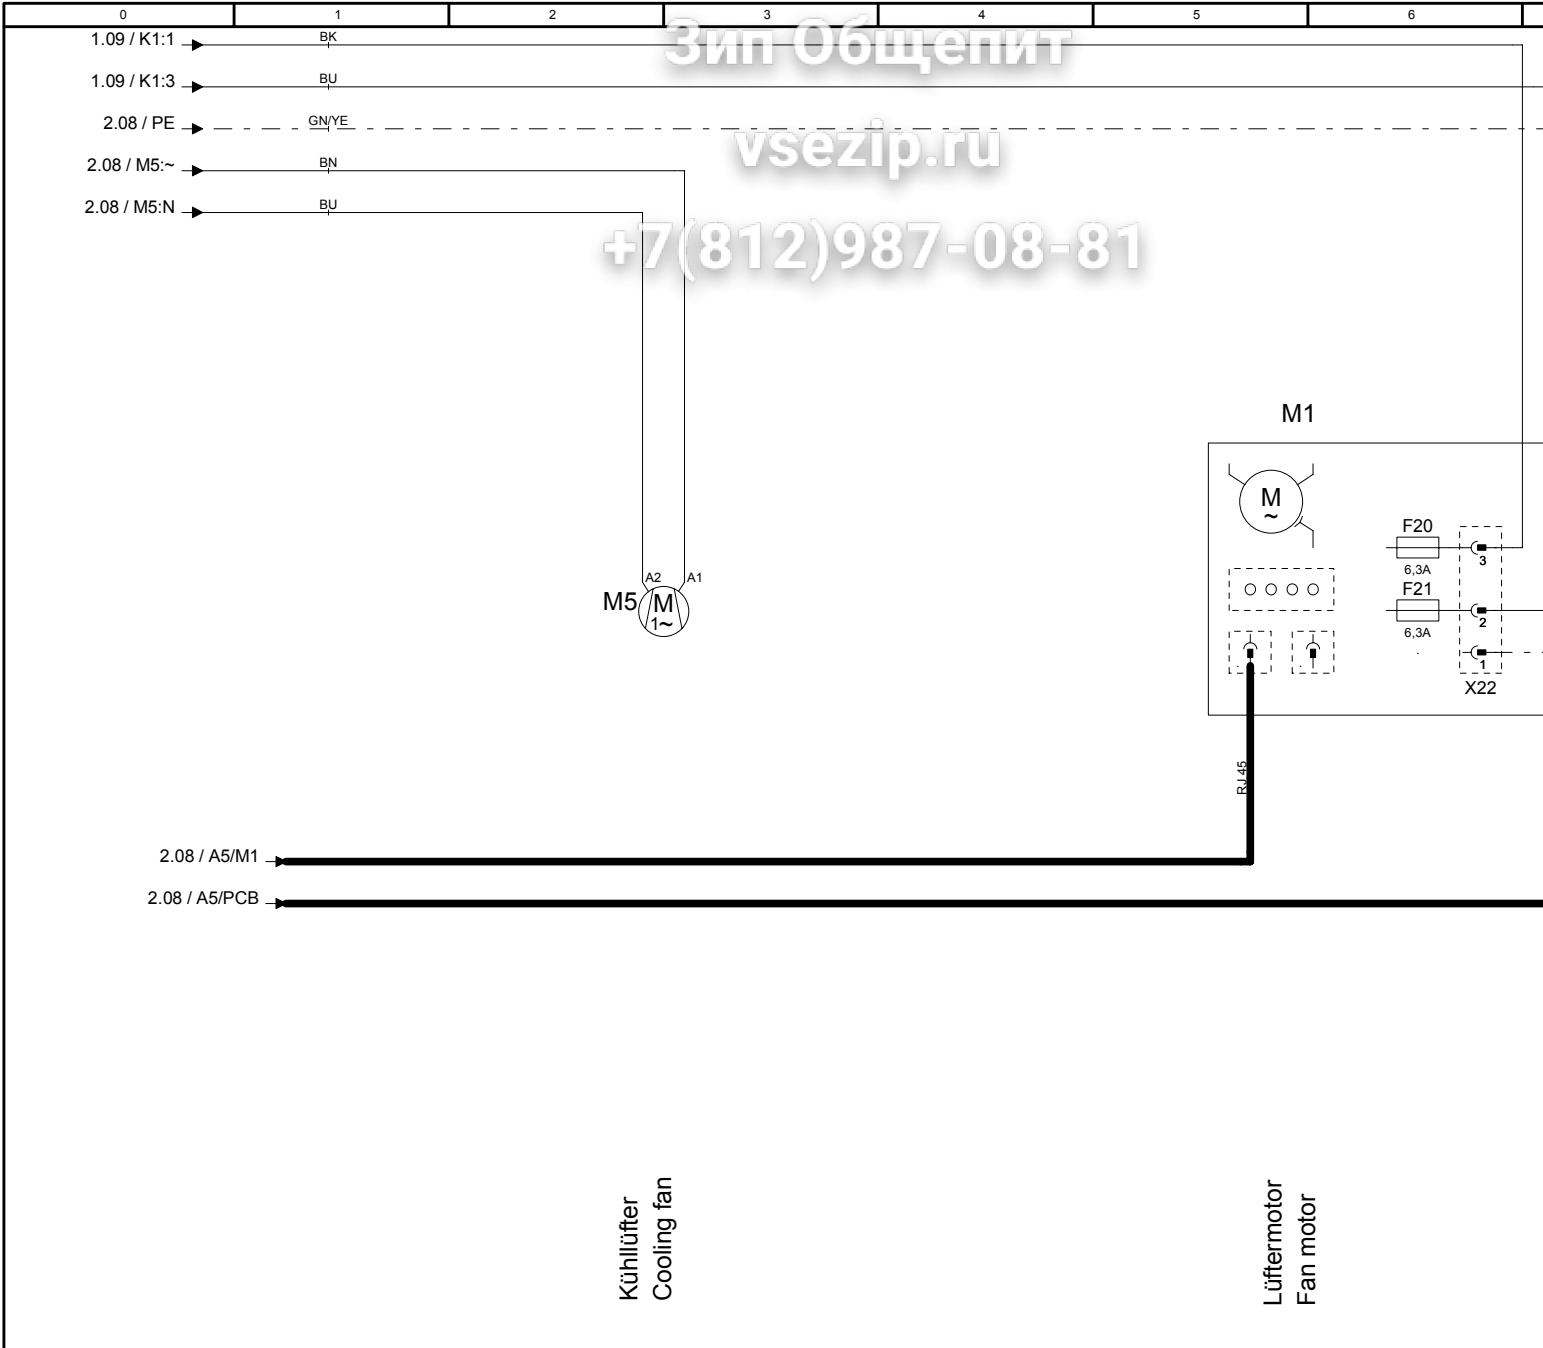 0 1 2 3 4 5 6
1.09 / K1:1 BK
Зип Общепит
1.09 / K1:3 BU
2.08 / PE GN/YE
vsezip.ru
2.08 / M5:~ BN
2.08 / M5:N BU
+7(812)987-08-81
M1
M
~
F20
6,3A
3
F21
6,3A
2
1
X22
A2 A1
M5 M
1~
RJ 45
2.08 / A5/M1
2.08 / A5/PCB
Kühllüfter
Cooling fan
Lüftermotor
Fan motor